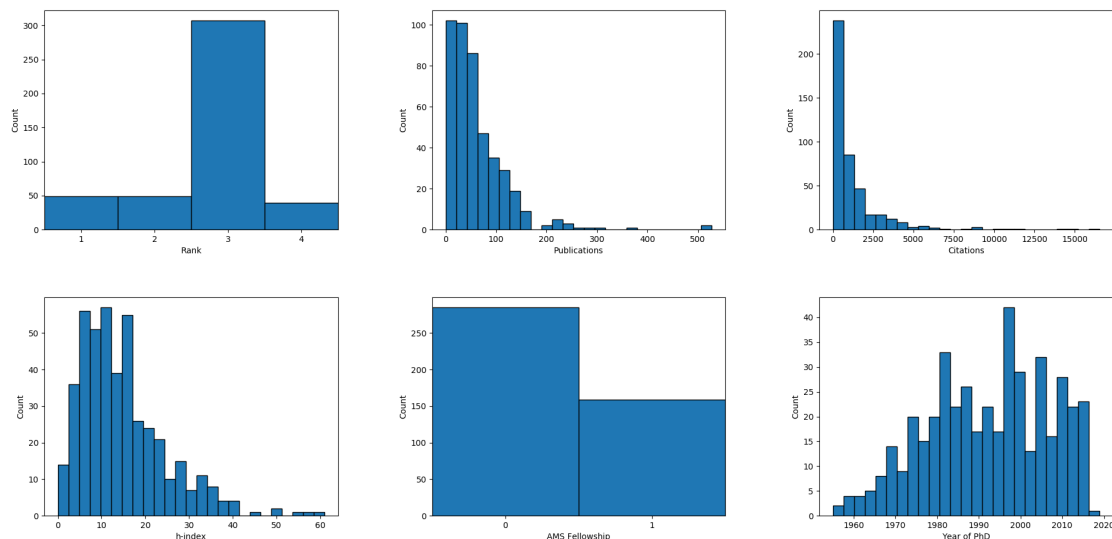 300
250
200
150
100
50
0
Count
1 2 3 4
Rank
100
80
60
40
20
0
Count
0 100 200 300 400 500
Publications
200
150
100
50
0
Count
0 2500 5000 7500 10000 12500 15000
Citations
50
40
30
20
10
0
Count
0 10 20 30 40 50 60
h-index
250
200
150
100
50
0
Count
0 1
AMS Fellowship
40
35
30
25
20
15
10
5
0
Count
1960 1970 1980 1990 2000 2010 2020
Year of PhD